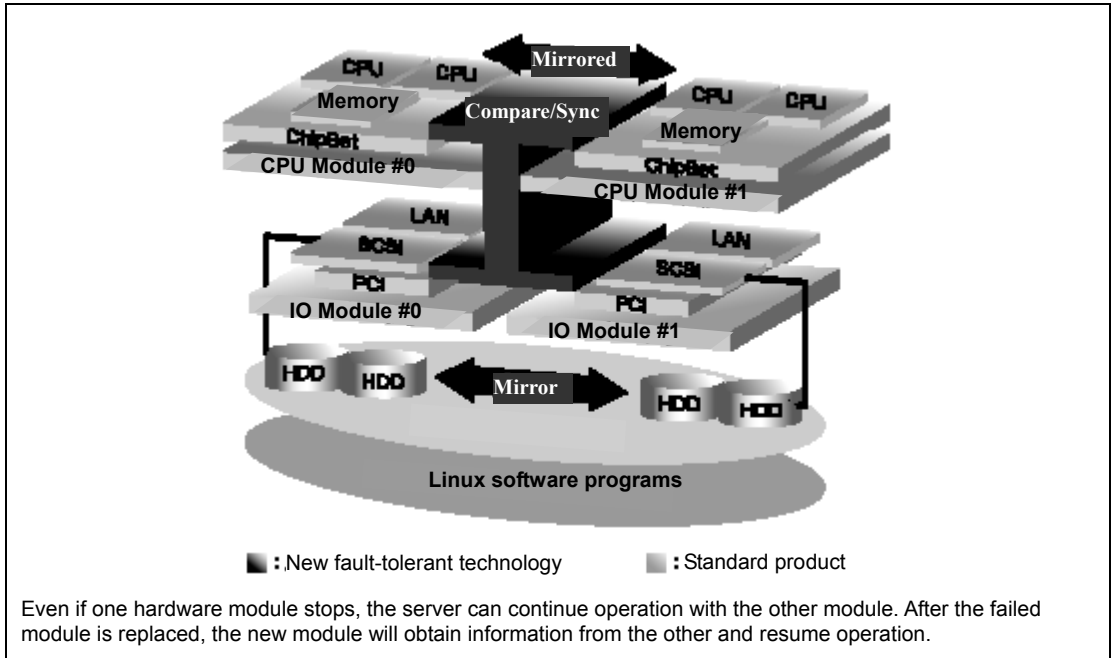 Mirrored
CPU
CPU
CPU
CPU
Memory
Compare/Sync
Memory
ChipSet
CPU Module #0
ChipSet
CPU Module #1
LAN
LAN
SCSI
SCSI
PCI
PCI
IO Module #0
IO Module #1
HDD
HDD
Mirror
HDD
HDD
Linux software programs
: New fault-tolerant technology
: Standard product
Even if one hardware module stops, the server can continue operation with the other module. After the failed
module is replaced, the new module will obtain information from the other and resume operation.